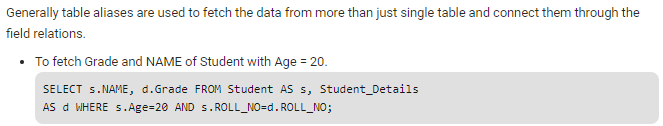 Generally table aliases are used to fetch the data from more than just single table and connect them through the
field relations.
• To fetch Grade and NAME of Student with Age = 20.
SELECT s.NAME, d.Grade FROM Student AS s, Student_Details
AS d WHERE s.Age=20 AND s.ROLL_NO=d.ROLL_NO;